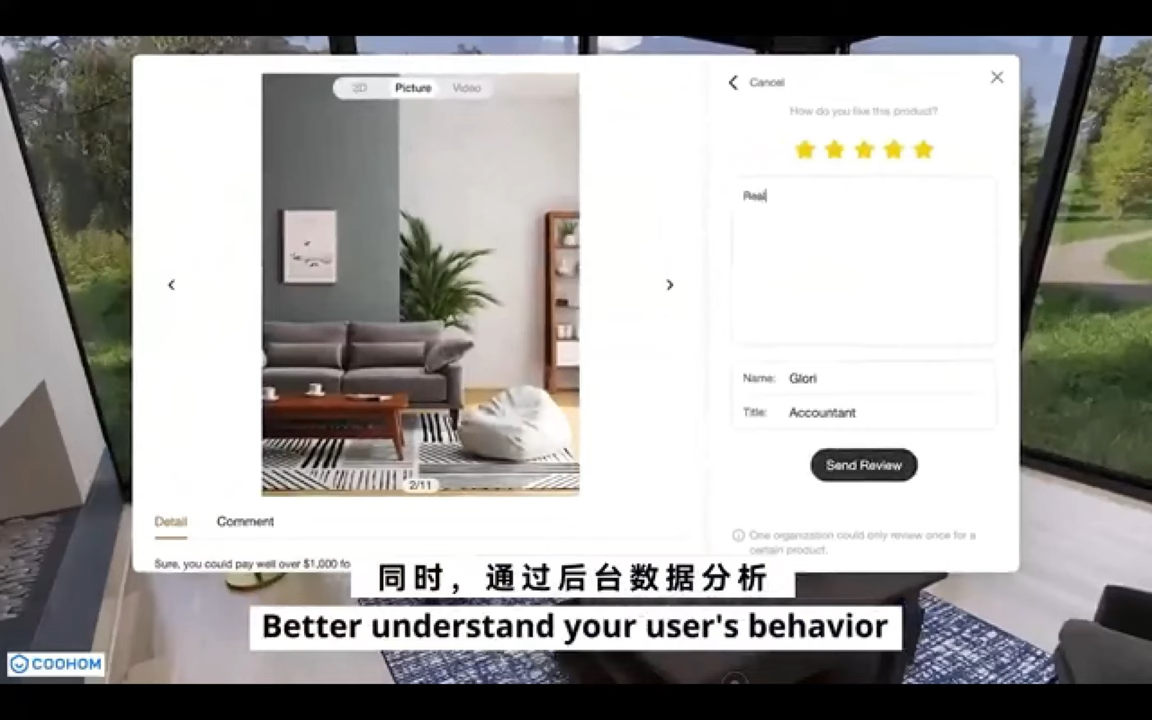 3D
Picture
Video
2/11
Detail
Comment
Sure, you could pay well over $1,000 fo
Cancel
How do you like this product?
Real
Name: Glori
Title: Accountant
Send Review
One organization could only review once for a
certain product.
同时，通过后台数据分析
Better understand your user's behavior
COOHOM